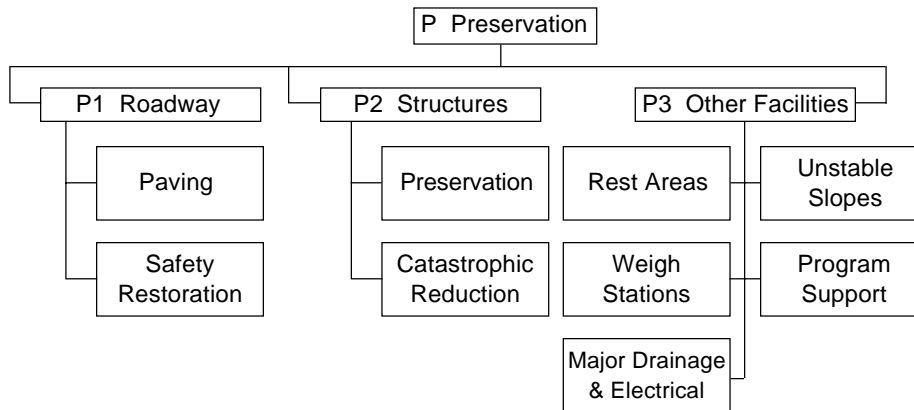 P Preservation
P1 Roadway
P2 Structures
P3 Other Facilities
Paving
Preservation
Rest Areas
Unstable
Slopes
Safety
Restoration
Catastrophic
Reduction
Weigh
Stations
Program
Support
Major Drainage
& Electrical